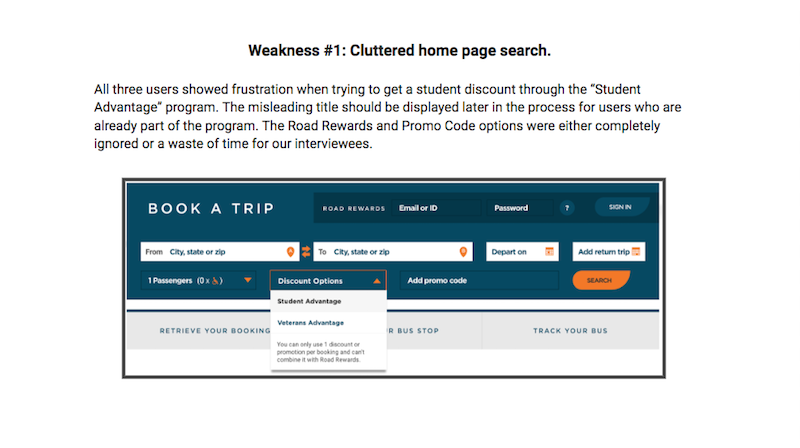 Weakness #1: Cluttered home page search.
All three users showed frustration when trying to get a student discount through the “Student
Advantage” program. The misleading title should be displayed later in the process for users who are
already part of the program. The Road Rewards and Promo Code options were either completely
ignored or a waste of time for our interviewees.
BOOK A TRIP ROAD REWARDS Email or ID Password ? SIGN IN
From City, state or zip To City, state or zip Depart on Add return trip
1 Passengers (0 x ♿) Discount Options Add promo code SEARCH
Student Advantage
Veterans Advantage
RETRIEVE YOUR BOOKING R BUS STOP TRACK YOUR BUS
You can only use 1 discount or
promotion per booking and can't
combine it with Road Rewards.